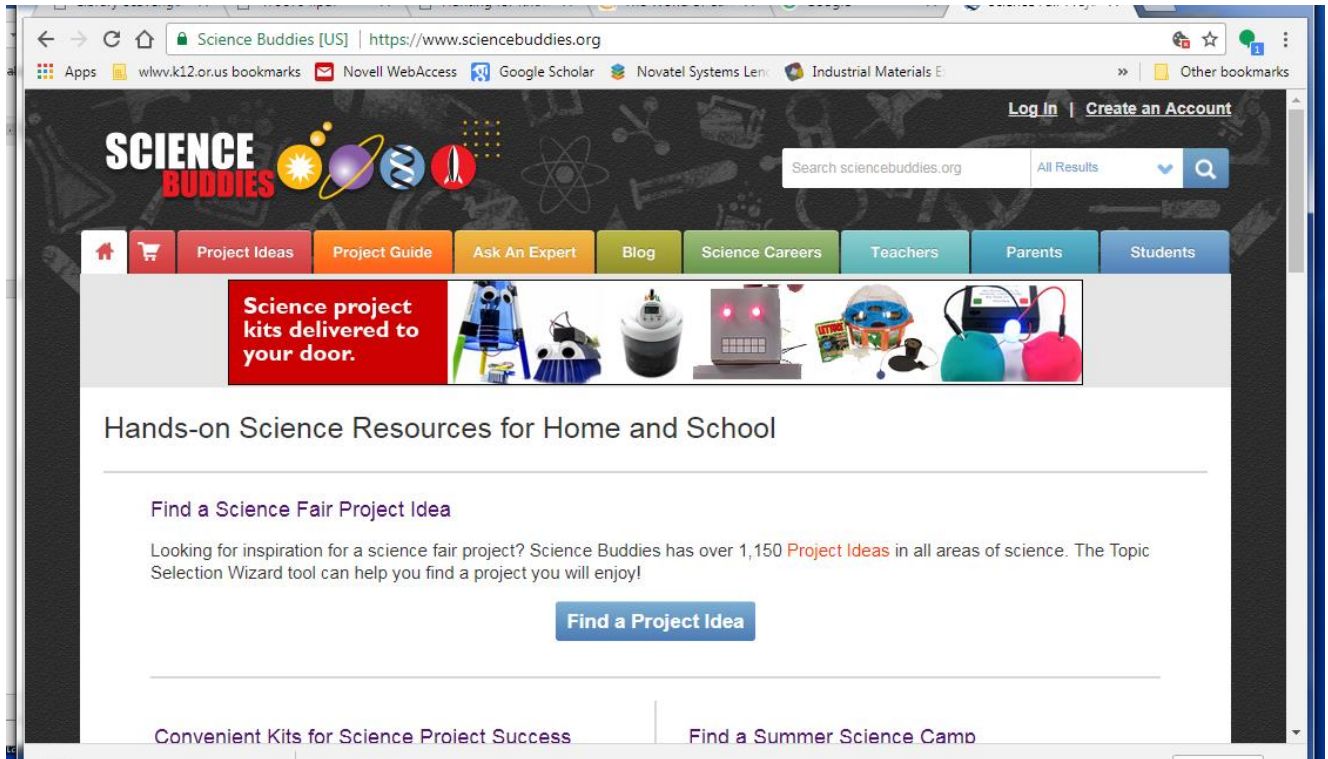 Science Buddies [US] | https://www.sciencebuddies.org
Apps wlwv.k12.or.us bookmarks Novell WebAccess Google Scholar Novatel Systems Len Industrial Materials E » Other bookmarks
1
Log In | Create an Account
SCIENCE
BUDDIES
Search sciencebuddies.org All Results
Project Ideas Project Guide Ask An Expert Blog Science Careers Teachers Parents Students
Science project
kits delivered to
your door.
LETTUCE
Hands-on Science Resources for Home and School
Find a Science Fair Project Idea
Looking for inspiration for a science fair project? Science Buddies has over 1,150 Project Ideas in all areas of science. The Topic
Selection Wizard tool can help you find a project you will enjoy!
Find a Project Idea
Convenient Kits for Science Project Success
Find a Summer Science Camp